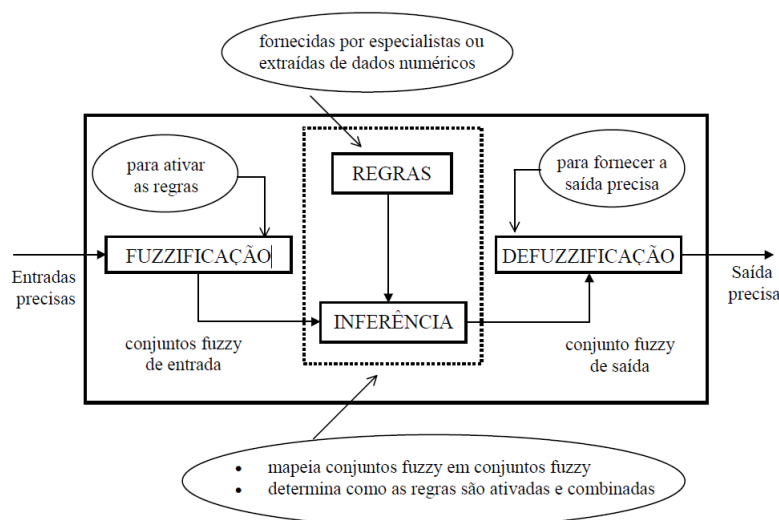 fornecidas por especialistas ou
extraídas de dados numéricos
para ativar
as regras
REGRAS
para fornecer a
saída precisa
FUZZIFICAÇÃO
DEFUZZIFICAÇÃO
Entradas
precisas
Saída
precisa
INFERÊNCIA
conjuntos fuzzy
de entrada
conjunto fuzzy
de saída
• mapeia conjuntos fuzzy em conjuntos fuzzy
• determina como as regras são ativadas e combinadas